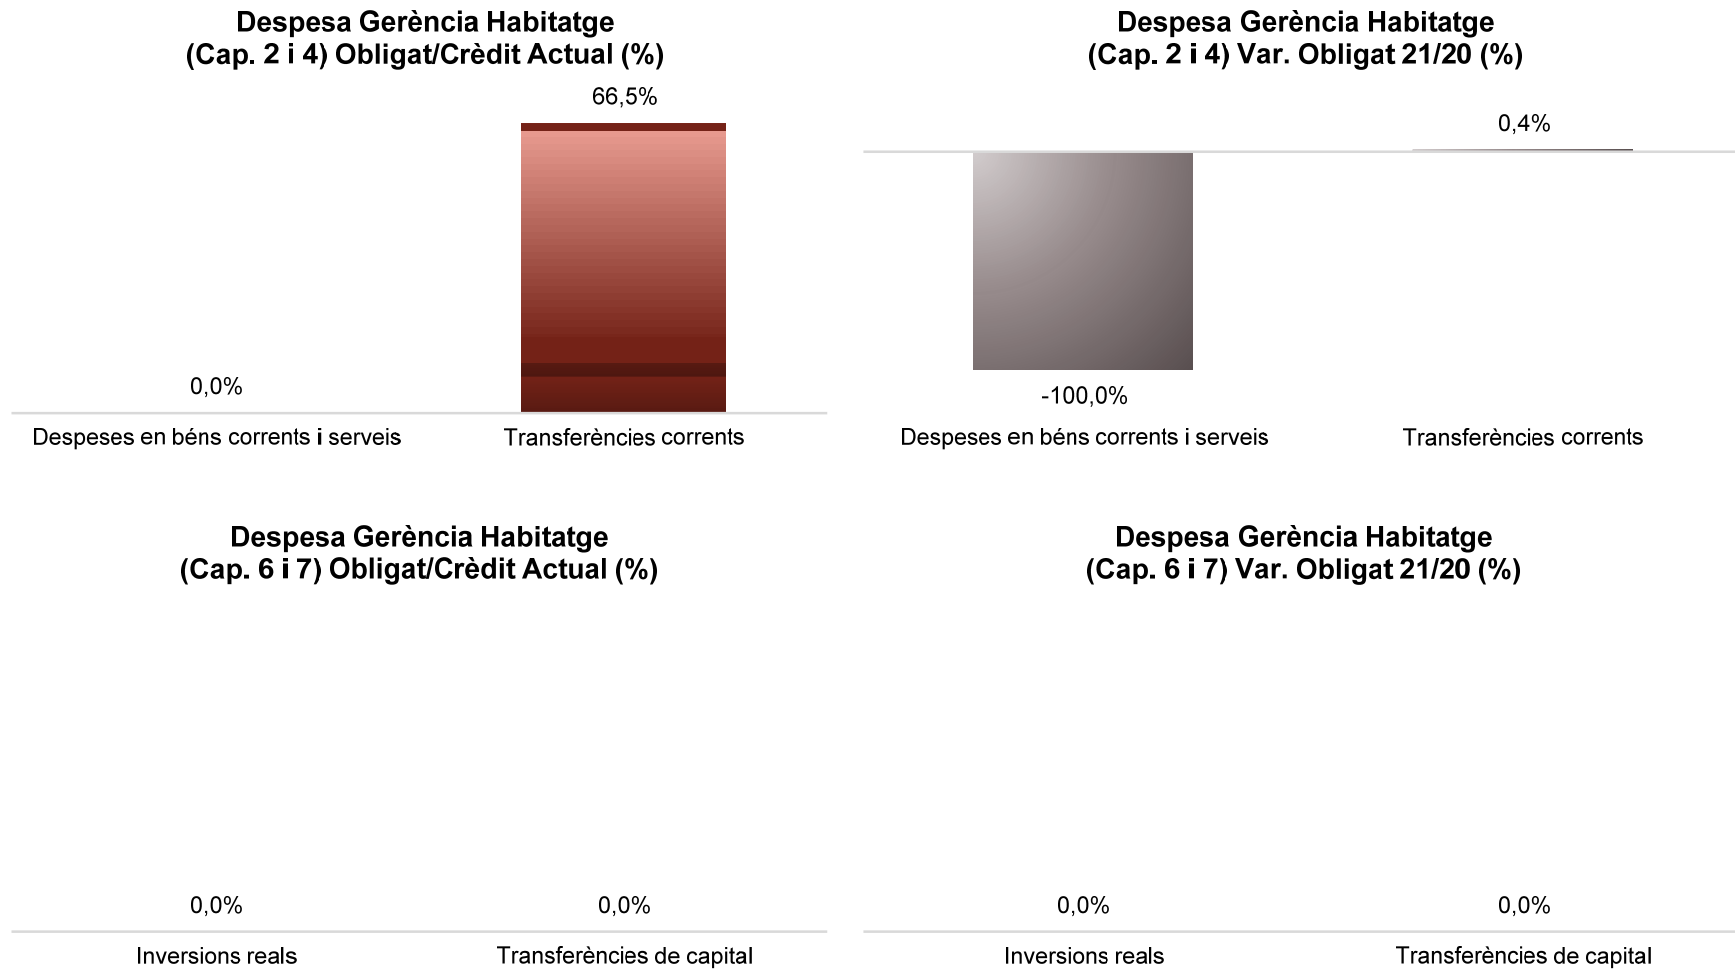 Despesa Gerència Habitatge
(Cap. 2 i 4) Obligat/Crèdit Actual (%)
66,5%
0,0%
Despeses en béns corrents i serveis
Transferències corrents
Despesa Gerència Habitatge
(Cap. 2 i 4) Var. Obligat 21/20 (%)
0,4%
-100,0%
Despeses en béns corrents i serveis
Transferències corrents
Despesa Gerència Habitatge
(Cap. 6 i 7) Obligat/Crèdit Actual (%)
0,0%
0,0%
Inversions reals
Transferències de capital
Despesa Gerència Habitatge
(Cap. 6 i 7) Var. Obligat 21/20 (%)
0,0%
0,0%
Inversions reals
Transferències de capital